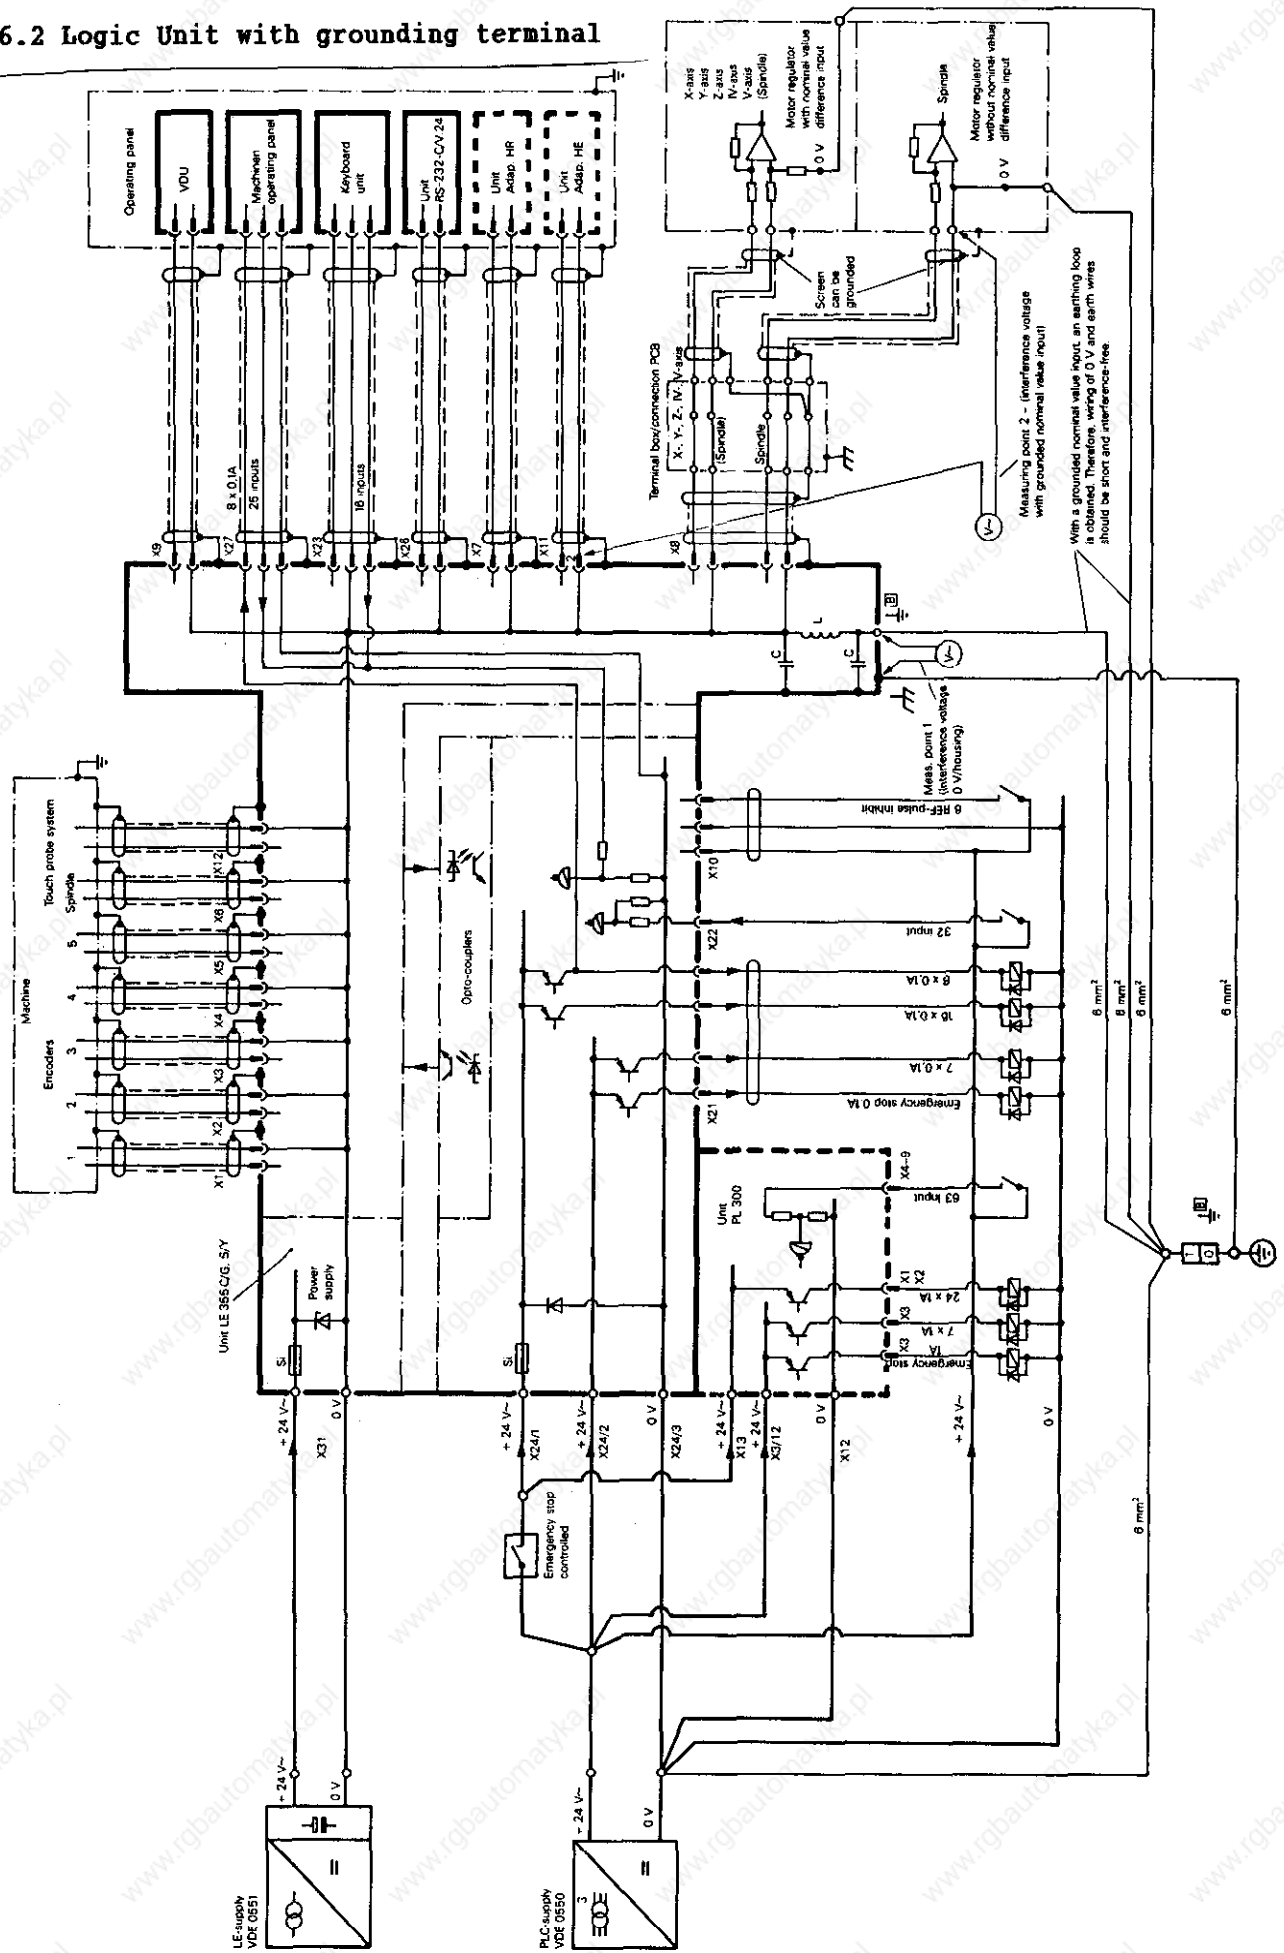 6.2 Logic Unit with grounding terminal
Operating panel
VDU
Machinen
operating panel
Keyboard
unit
Unit
RS-232-C/V.24
Unit
Adap. HR
Unit
Adap. HE
X-axis
Y-axis
Z-axis
IV-axis
V-axis
(Spindle)
Motor regulator
with nominal value
difference input
0 V
Spindle
Motor regulator
without nominal value
difference input
0 V
Screen
can be
grounded
8 x 0,1A
25 inputs
16 inputs
X9
X27
X23
X26
X7
X11
2
X8
Terminal box/connection PCB
X-, Y-, Z-, IV-, V-axis
(Spindle)
Spindle
Measuring point 2 - (interference voltage
with grounded nominal value input)
V~
With a grounded nominal value input, an earthing loop
is obtained. Therefore, wiring of 0 V and earth wires
should be short and interference-free.
L
C
C
B
V~
Meas. point 1
(interference voltage
0 V/housing)
Machine
Encoders
1
2
3
4
5
Spindle
Touch probe system
X1
X2
X3
X4
X5
X6
X12
Opto-couplers
X10
8 REF-pulse inhibit
X22
32 input
8 x 0.1A
16 x 0.1A
7 x 0.1A
Emergency stop 0.1A
X21
6 mm²
6 mm²
6 mm²
6 mm²
Unit LE 355 C/G, S/Y
Power
supply
Si
Si
Unit
PL 300
X4-9
63 input
X1
X2
24 x 1A
X3
7 x 1A
X3
1A
Emergency stop
1
0
B
+ 24 V~
X31
0 V
+ 24 V~
X24/1
+ 24 V~
X24/2
0 V
X24/3
+ 24 V~
X13
+ 24 V~
X3/12
0 V
X12
+ 24 V~
0 V
Emergency stop
controlled
6 mm²
+ 24 V~
0 V
LE-supply
VDE 0551
- 24 V~
0 V
3
PLC-supply
VDE 0550
www.rgbautomatyka.pl